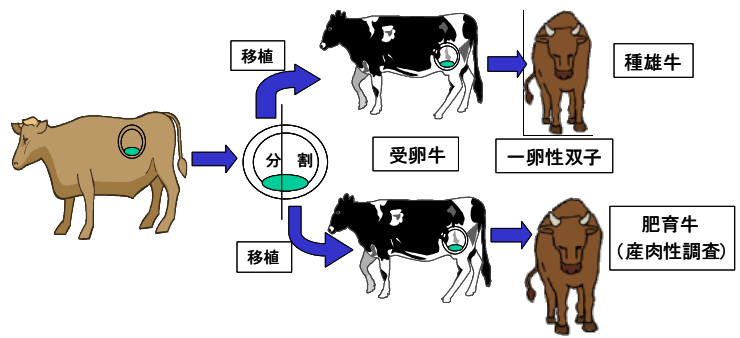 移植
種雄牛
分 割
受卵牛
一卵性双子
移植
肥育牛
（産肉性調査）